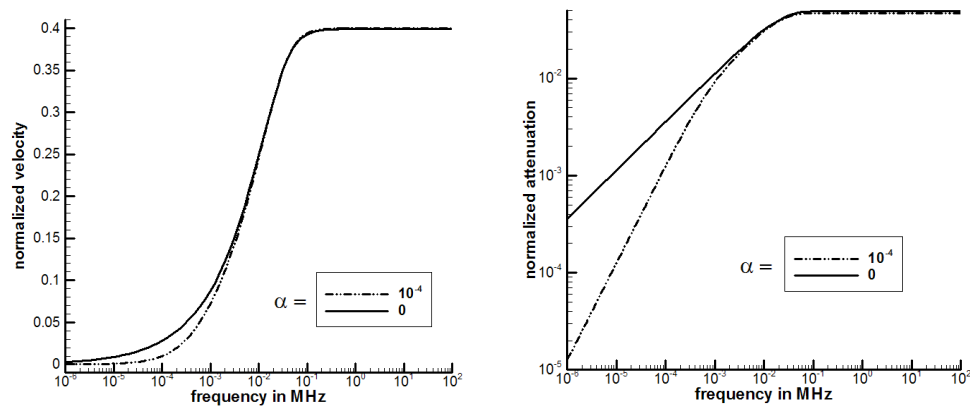 normalized velocity
0.4
0.35
0.3
0.25
0.2
0.15
0.1
0.05
0
10⁻⁶ 10⁻⁵ 10⁻⁴ 10⁻³ 10⁻² 10⁻¹ 10⁰ 10¹ 10²
frequency in MHz
α =
10⁻⁴
0
normalized attenuation
10⁻²
10⁻³
10⁻⁴
10⁻⁵
10⁻⁶ 10⁻⁵ 10⁻⁴ 10⁻³ 10⁻² 10⁻¹ 10⁰ 10¹ 10²
frequency in MHz
α =
10⁻⁴
0